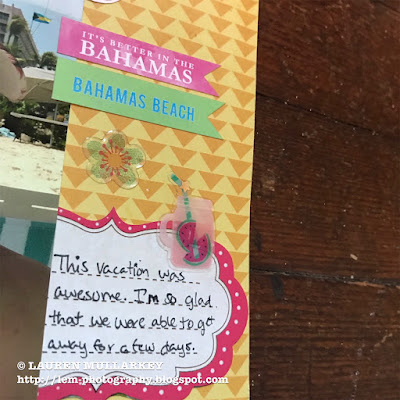 IT'S BETTER IN THE
BAHAMAS
BAHAMAS BEACH
This vacation was
awesome. I'm so glad
that we were able to get
away for a few days.
© LAUREN MULLARKEY
http://lem-photography.blogspot.com